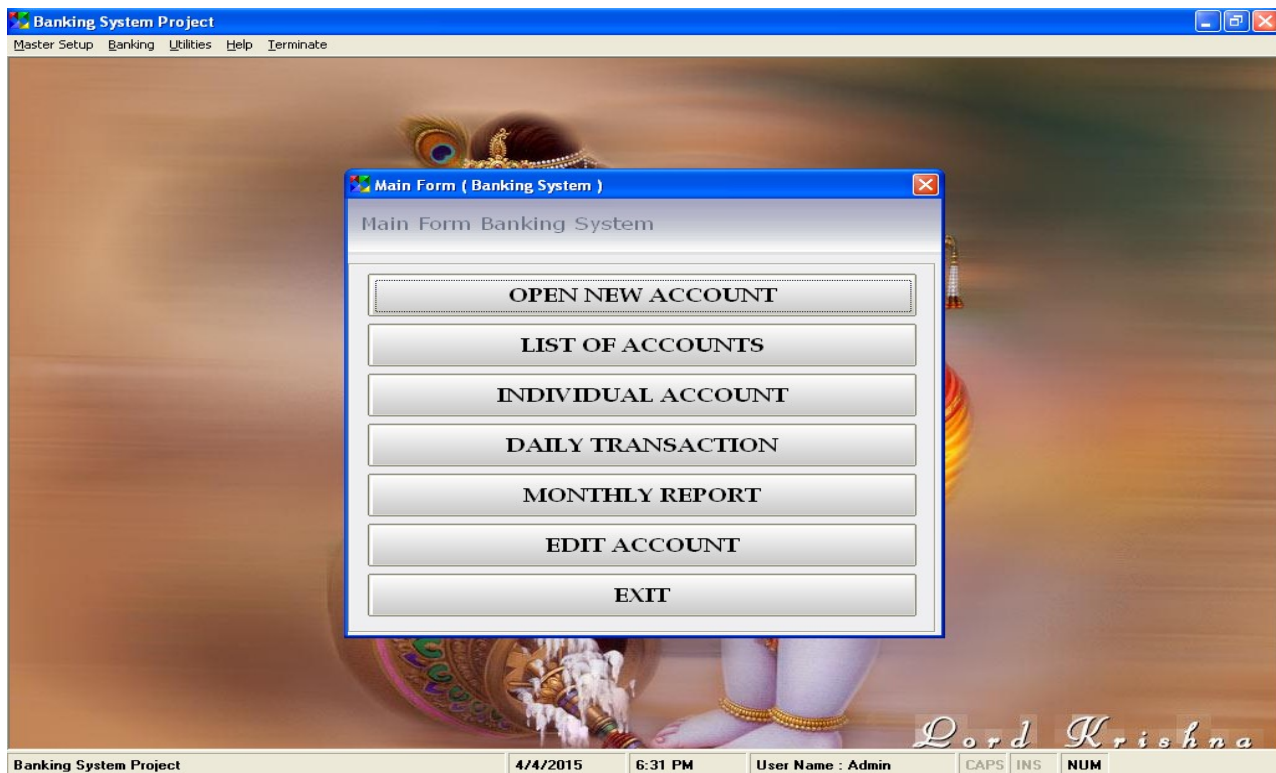 Banking System Project
Master Setup Banking Utilities Help Terminate
Main Form ( Banking System )
Main Form Banking System
OPEN NEW ACCOUNT
LIST OF ACCOUNTS
INDIVIDUAL ACCOUNT
DAILY TRANSACTION
MONTHLY REPORT
EDIT ACCOUNT
EXIT
Lord Krishna
Banking System Project 4/4/2015 6:31 PM User Name : Admin CAPS INS NUM